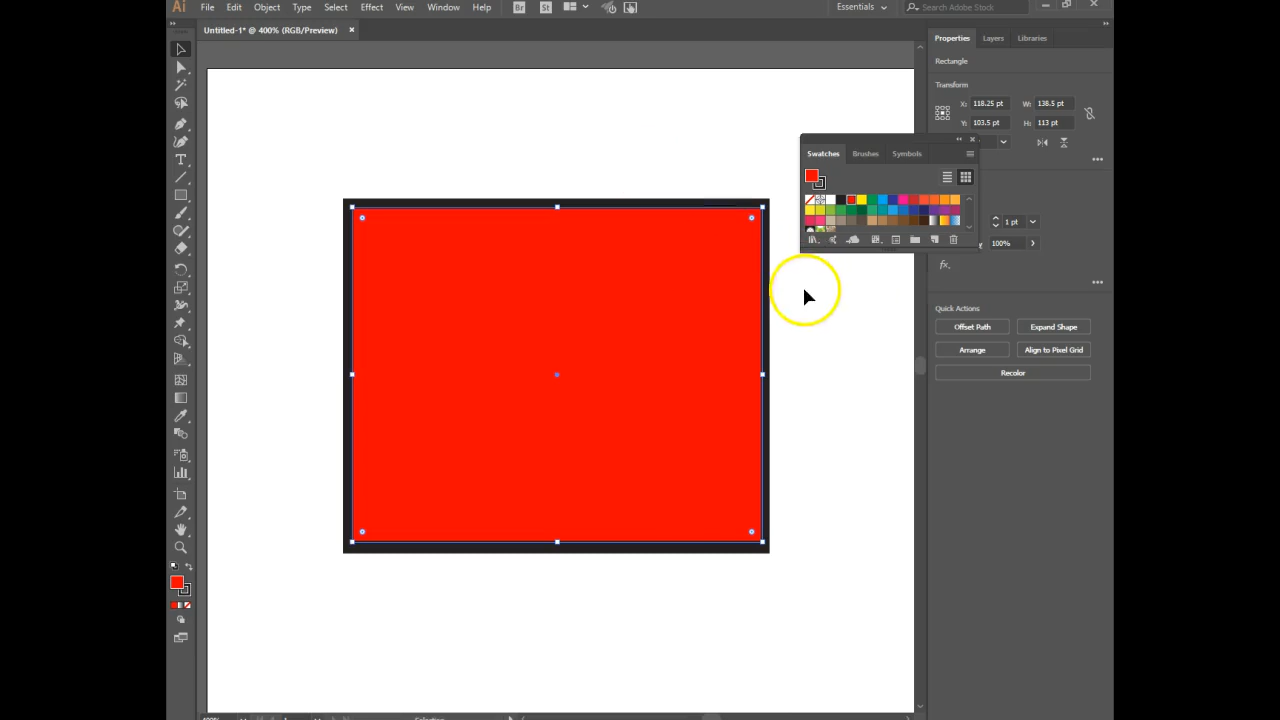 Ai File Edit Object Type Select Effect View Window Help Br St Essentials Search Adobe Stock
Untitled-1* @ 400% (RGB/Preview)
Properties Layers Libraries
Rectangle
Transform
X: 118.25 pt W: 138.5 pt
Y: 103.5 pt H: 113 pt
Swatches Brushes Symbols
1 pt
100%
fx
Quick Actions
Offset Path Expand Shape
Arrange Align to Pixel Grid
Recolor